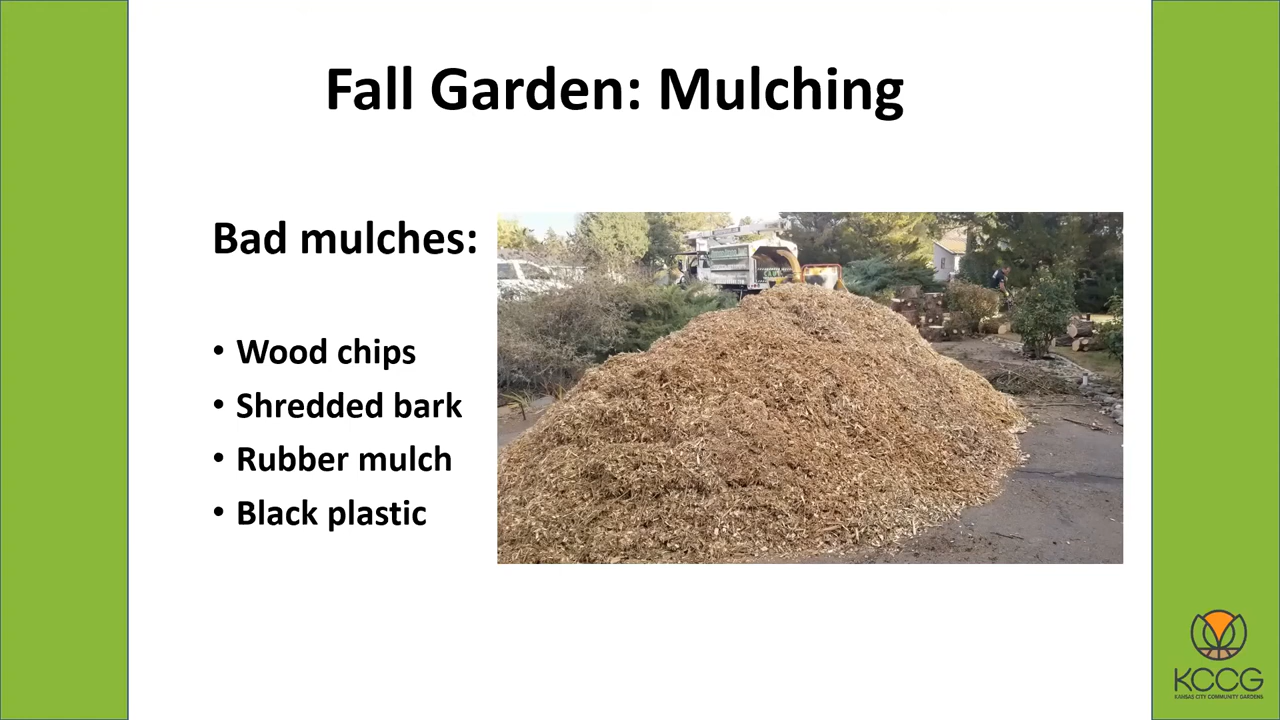 Fall Garden: Mulching
Bad mulches:
• Wood chips
• Shredded bark
• Rubber mulch
• Black plastic
KCCG
KANSAS CITY COMMUNITY GARDENS